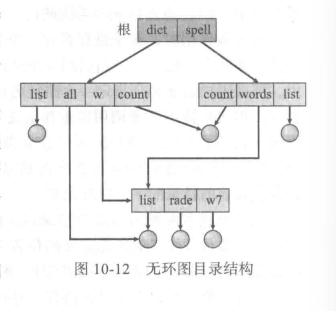 根 dict spell
list all w count count words list
list rade w7
图 10-12 无环图目录结构